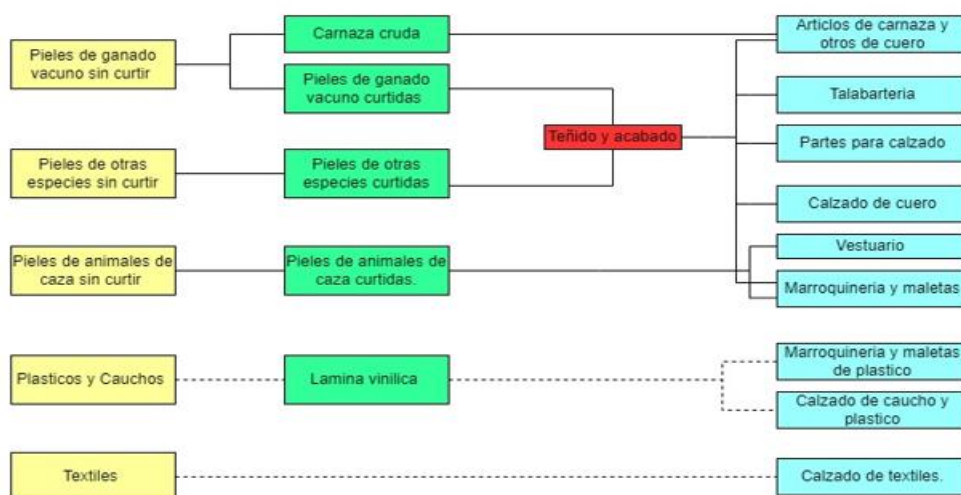 Pieles de ganado
vacuno sin curtir
Carnaza cruda
Articlos de carnaza y
otros de cuero
Pieles de ganado
vacuno curtidas
Talabarteria
Teñido y acabado
Partes para calzado
Pieles de otras
especies sin curtir
Pieles de otras
especies curtidas
Calzado de cuero
Vestuario
Pieles de animales de
caza sin curtir
Pieles de animales de
caza curtidas.
Marroquineria y maletas
Plasticos y Cauchos
Lamina vinilica
Marroquineria y maletas
de plastico
Calzado de caucho y
plastico
Textiles
Calzado de textiles.